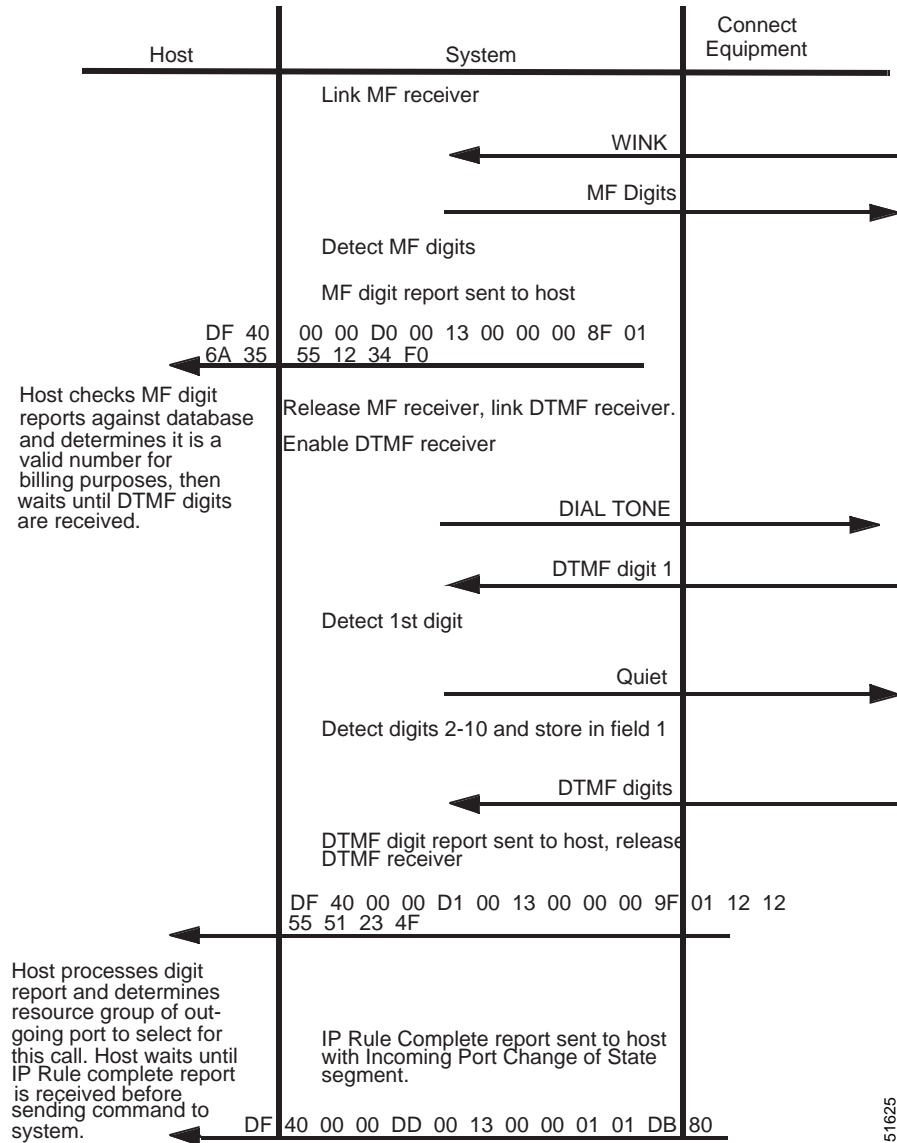 Connect
Equipment
Host System
Link MF receiver
WINK
MF Digits
Detect MF digits
MF digit report sent to host
DF 40 00 00 D0 00 13 00 00 00 8F 01
6A 35 55 12 34 F0
Host checks MF digit
reports against database
and determines it is a
valid number for
billing purposes, then
waits until DTMF digits
are received.
Release MF receiver, link DTMF receiver.
Enable DTMF receiver
DIAL TONE
DTMF digit 1
Detect 1st digit
Quiet
Detect digits 2-10 and store in field 1
DTMF digits
DTMF digit report sent to host, release
DTMF receiver
DF 40 00 00 D1 00 13 00 00 00 9F 01 12 12
55 51 23 4F
Host processes digit
report and determines
resource group of out-
going port to select for
this call. Host waits until
IP Rule complete report
is received before
sending command to
system.
IP Rule Complete report sent to host
with Incoming Port Change of State
segment.
DF 40 00 00 DD 00 13 00 00 01 01 DB 80
51625